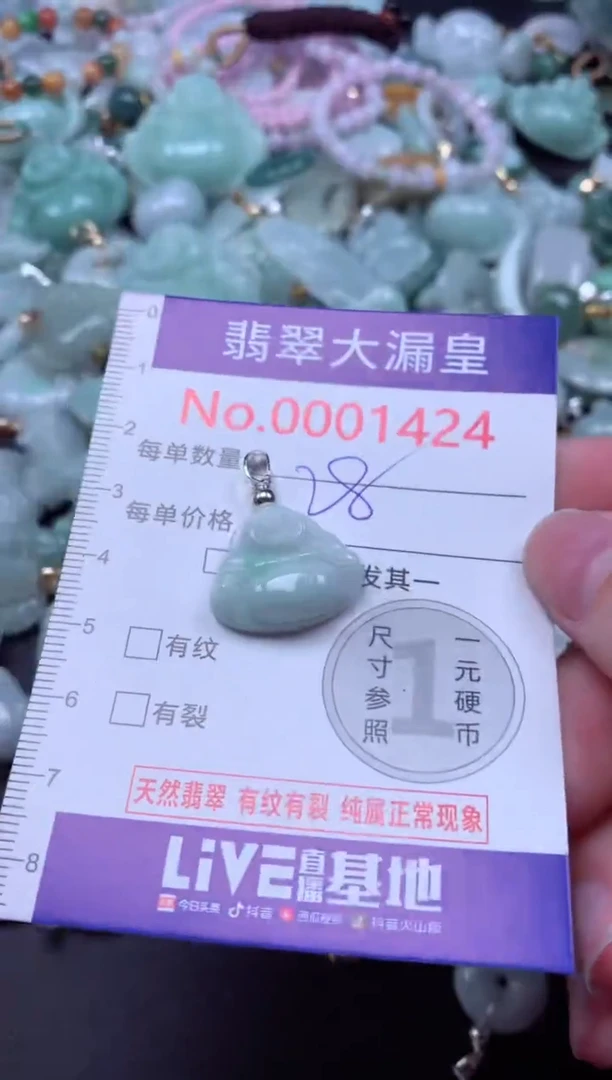 翡翠大漏皇
No.0001424
每单数量 28
每单价格
发其一
有纹
有裂
尺寸参照
一元硬币
1
天然翡翠 有纹有裂 纯属正常现象
LiVE直播基地
今日头条 抖音 西瓜视频 抖音火山版
0
1
2
3
4
5
6
7
8